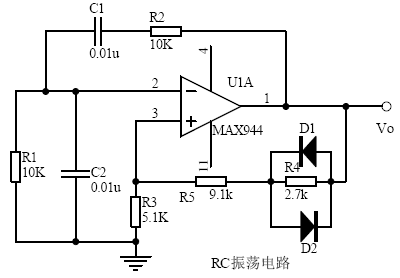 C1
0.01u
R2
10K
4
U1A
2
1
3
MAX944
Vo
D1
R1
10K
C2
0.01u
11
R4
2.7k
R5
9.1k
R3
5.1K
D2
RC振荡电路